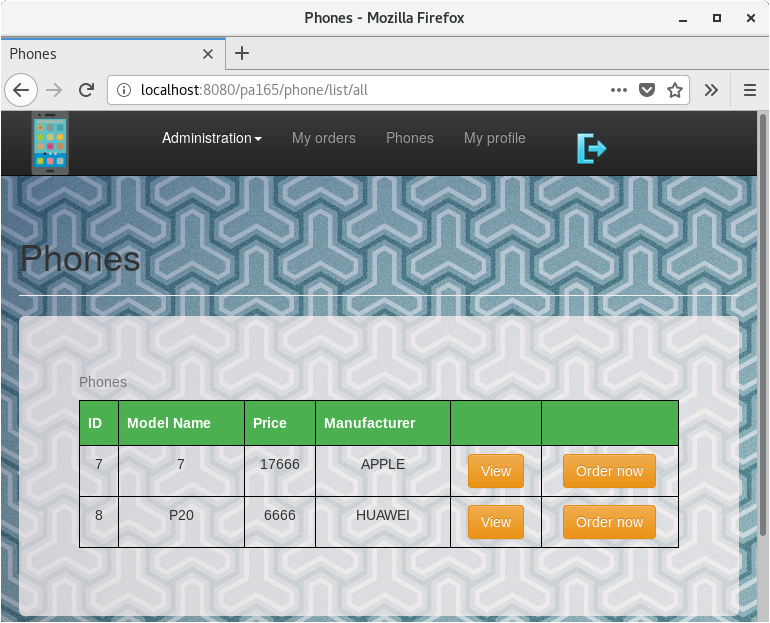 Phones - Mozilla Firefox
Phones
localhost:8080/pa165/phone/list/all
Administration My orders Phones My profile
Phones
Phones
ID Model Name Price Manufacturer
7 7 17666 APPLE View Order now
8 P20 6666 HUAWEI View Order now